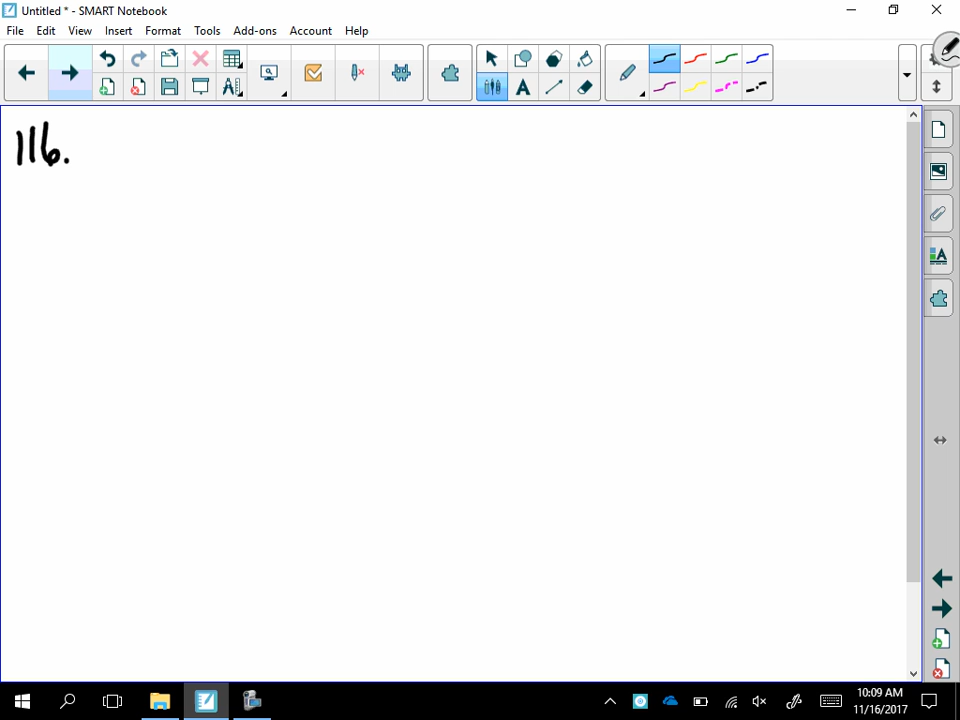 Untitled * - SMART Notebook
File Edit View Insert Format Tools Add-ons Account Help
116.
10:09 AM
11/16/2017